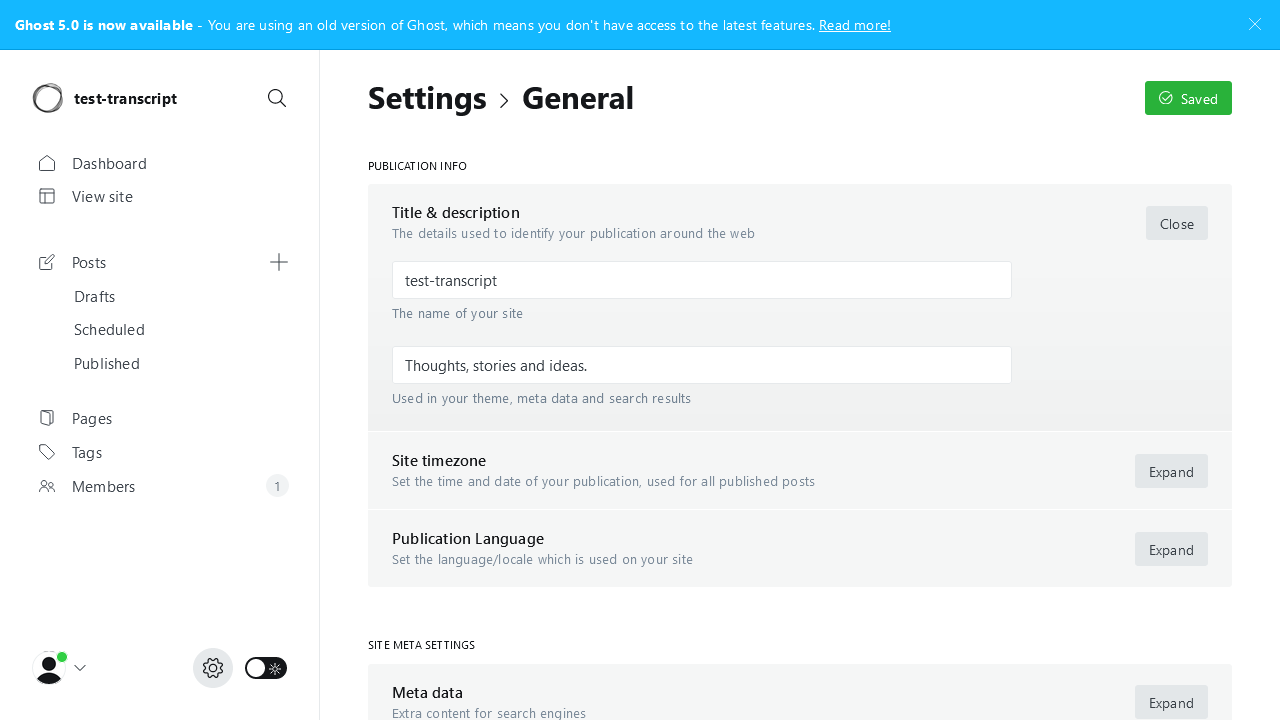 Ghost 5.0 is now available - You are using an old version of Ghost, which means you don't have access to the latest features. Read more!
test-transcript
Dashboard
View site
Posts
Drafts
Scheduled
Published
Pages
Tags
Members 1
Settings > General
Saved
PUBLICATION INFO
Title & description
The details used to identify your publication around the web
Close
test-transcript
The name of your site
Thoughts, stories and ideas.
Used in your theme, meta data and search results
Site timezone
Set the time and date of your publication, used for all published posts
Expand
Publication Language
Set the language/locale which is used on your site
Expand
SITE META SETTINGS
Meta data
Extra content for search engines
Expand